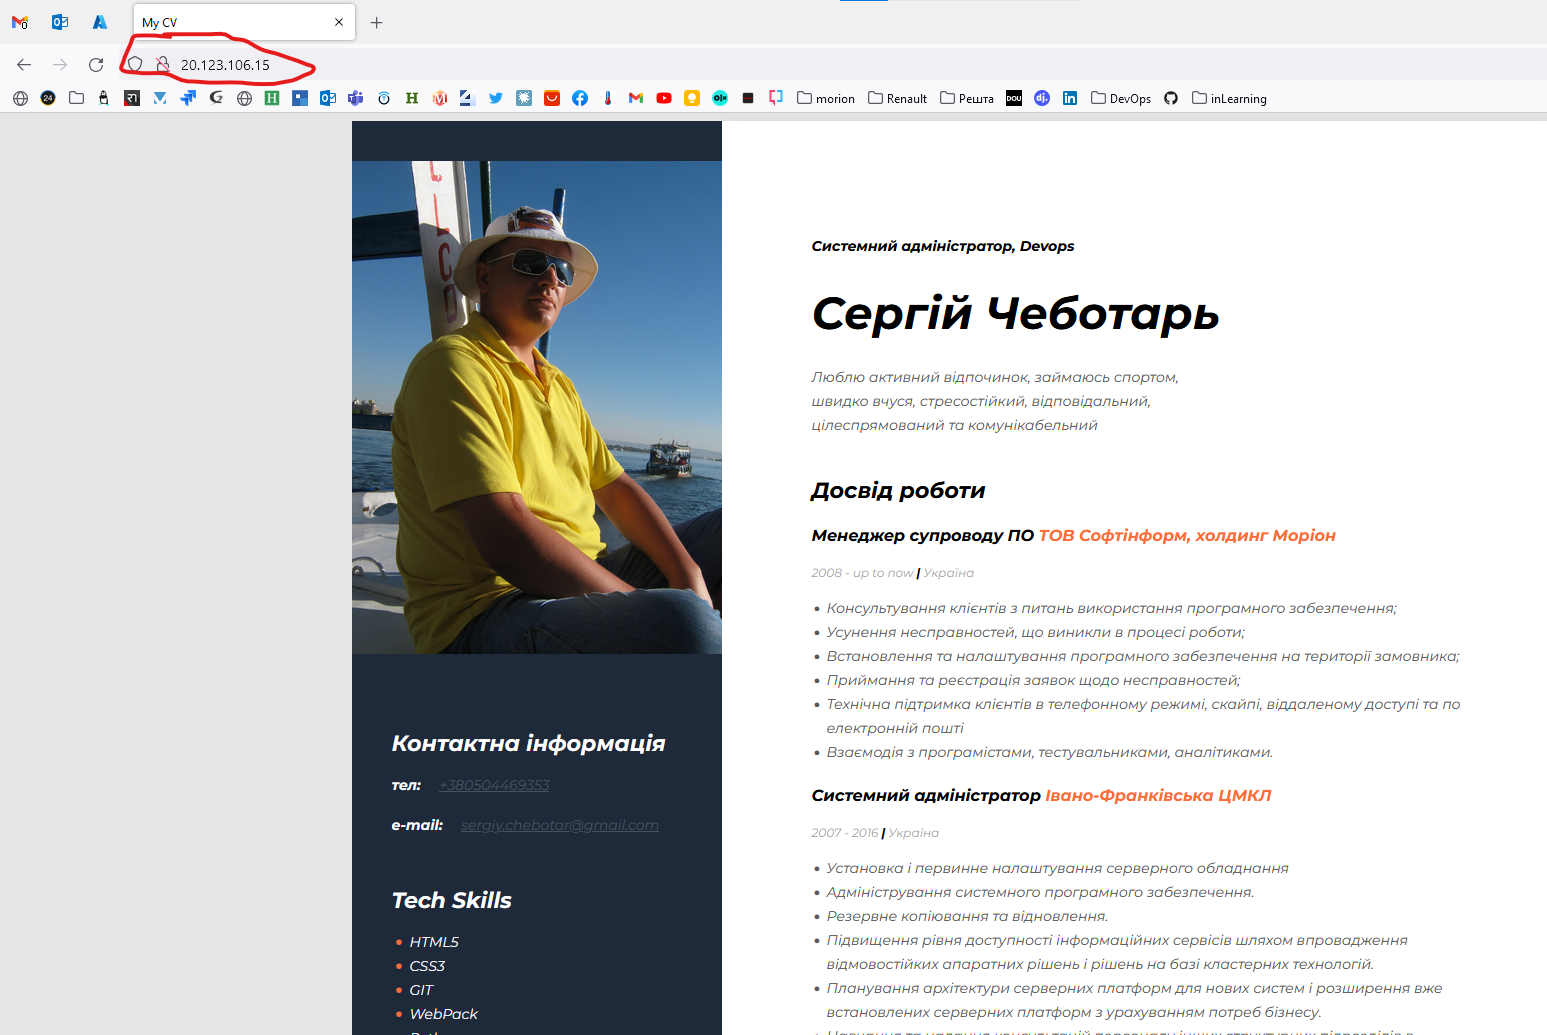 My CV
20.123.106.15
morion
Renault
Решта
DOU
DevOps
inLearning
Системний адміністратор, Devops
Сергій Чеботарь
Люблю активний відпочинок, займаюсь спортом,
швидко вчуся, стресостійкий, відповідальний,
цілеспрямований та комунікабельний
Досвід роботи
Менеджер супроводу ПО ТОВ Софтінформ, холдинг Моріон
2008 - up to now | Україна
Консультування клієнтів з питань використання програмного забезпечення;
Усунення несправностей, що виникли в процесі роботи;
Встановлення та налаштування програмного забезпечення на території замовника;
Приймання та реєстрація заявок щодо несправностей;
Технічна підтримка клієнтів в телефонному режимі, скайпі, віддаленому доступі та по
електронній пошті
Взаємодія з програмістами, тестувальниками, аналітиками.
Системний адміністратор Івано-Франківська ЦМКЛ
2007 - 2016 | Україна
Установка і первинне налаштування серверного обладнання
Адміністрування системного програмного забезпечення.
Резервне копіювання та відновлення.
Підвищення рівня доступності інформаційних сервісів шляхом впровадження
відмовостійких апаратних рішень і рішень на базі кластерних технологій.
Планування архітектури серверних платформ для нових систем і розширення вже
встановлених серверних платформ з урахуванням потреб бізнесу.
Контактна інформація
тел: +380504469353
e-mail: sergiy.chebotar@gmail.com
Tech Skills
HTML5
CSS3
GIT
WebPack